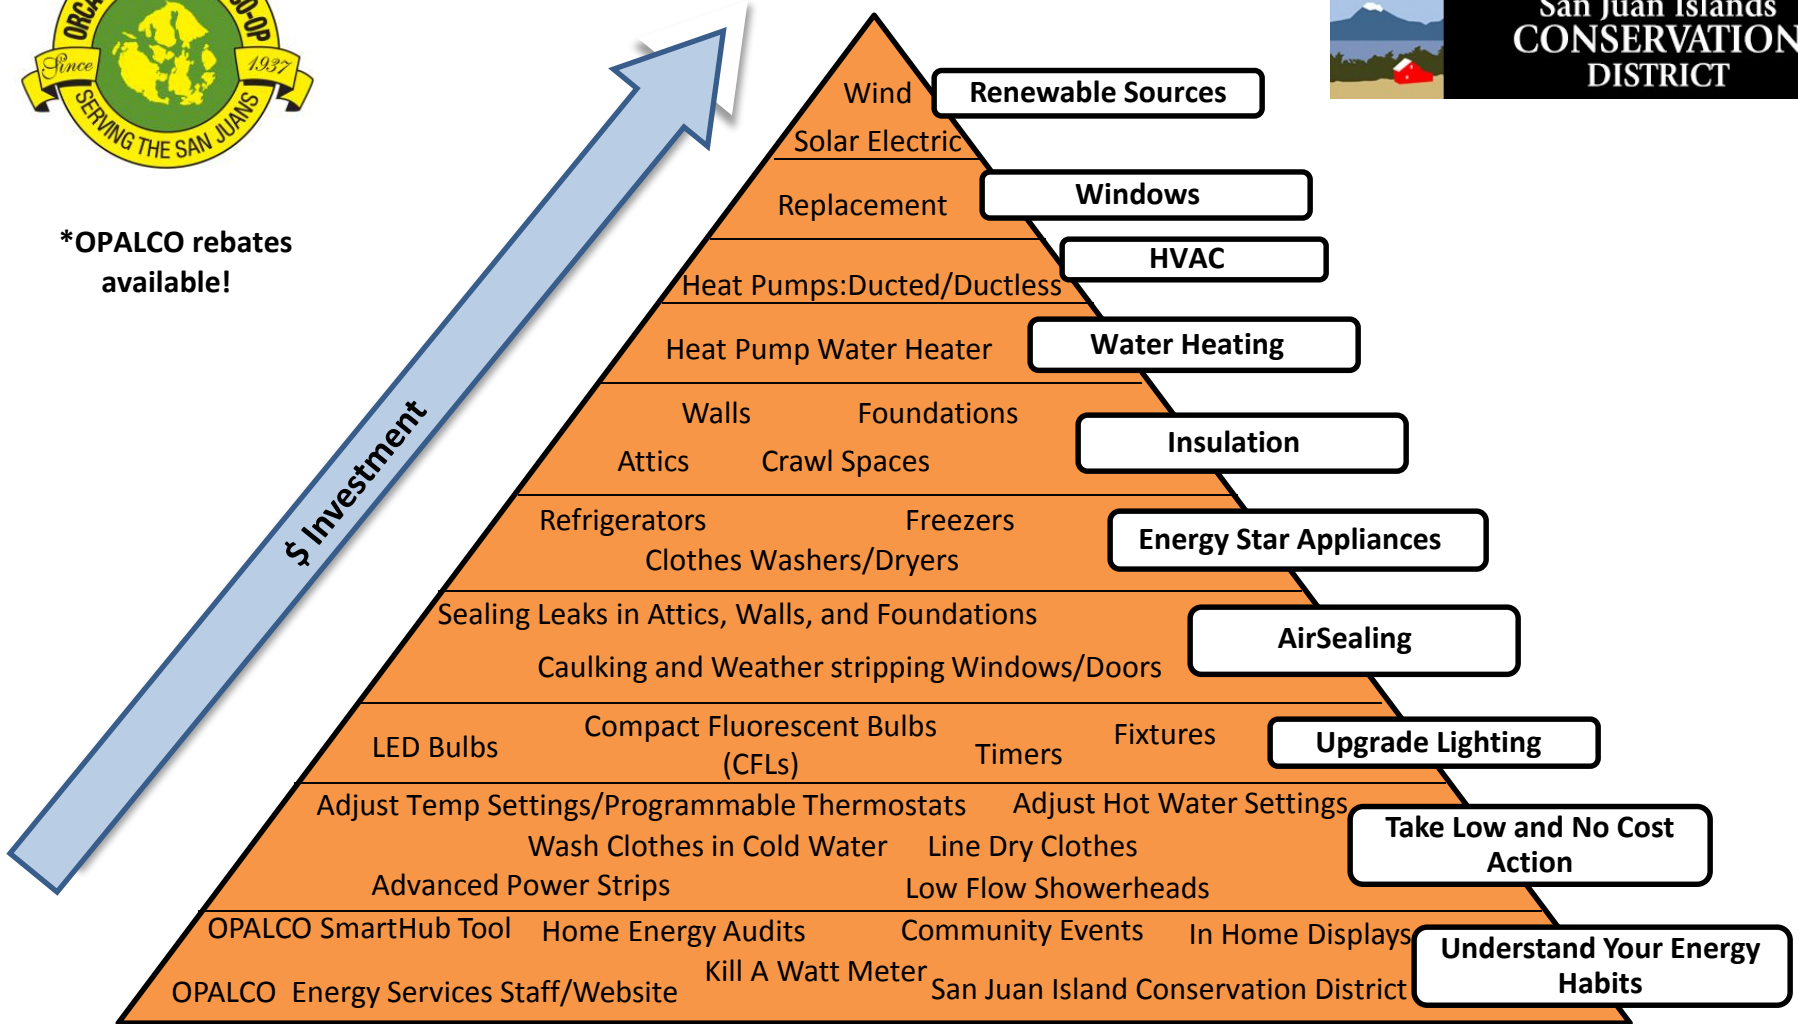 CO-OP
Since 1937
SERVING THE SAN JUANS
San Juan Islands
CONSERVATION
DISTRICT
*OPALCO rebates
available!
$ Investment
Wind
Solar Electric
Renewable Sources
Replacement
Windows
Heat Pumps:Ducted/Ductless
HVAC
Heat Pump Water Heater
Water Heating
Walls Foundations
Attics Crawl Spaces
Insulation
Refrigerators Freezers
Clothes Washers/Dryers
Energy Star Appliances
Sealing Leaks in Attics, Walls, and Foundations
Caulking and Weather stripping Windows/Doors
AirSealing
LED Bulbs
Compact Fluorescent Bulbs
(CFLs)
Timers
Fixtures
Upgrade Lighting
Adjust Temp Settings/Programmable Thermostats Adjust Hot Water Settings
Wash Clothes in Cold Water Line Dry Clothes
Advanced Power Strips Low Flow Showerheads
Take Low and No Cost
Action
OPALCO SmartHub Tool Home Energy Audits Community Events In Home Displays
Kill A Watt Meter
OPALCO Energy Services Staff/Website San Juan Island Conservation District
Understand Your Energy
Habits